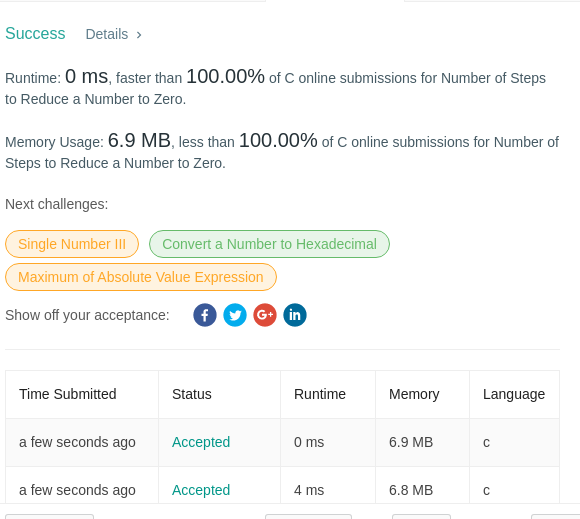 Success Details ›
Runtime: 0 ms, faster than 100.00% of C online submissions for Number of Steps
to Reduce a Number to Zero.
Memory Usage: 6.9 MB, less than 100.00% of C online submissions for Number of
Steps to Reduce a Number to Zero.
Next challenges:
Single Number III Convert a Number to Hexadecimal
Maximum of Absolute Value Expression
Show off your acceptance: f G+ in
Time Submitted Status Runtime Memory Language
a few seconds ago Accepted 0 ms 6.9 MB c
a few seconds ago Accepted 4 ms 6.8 MB c